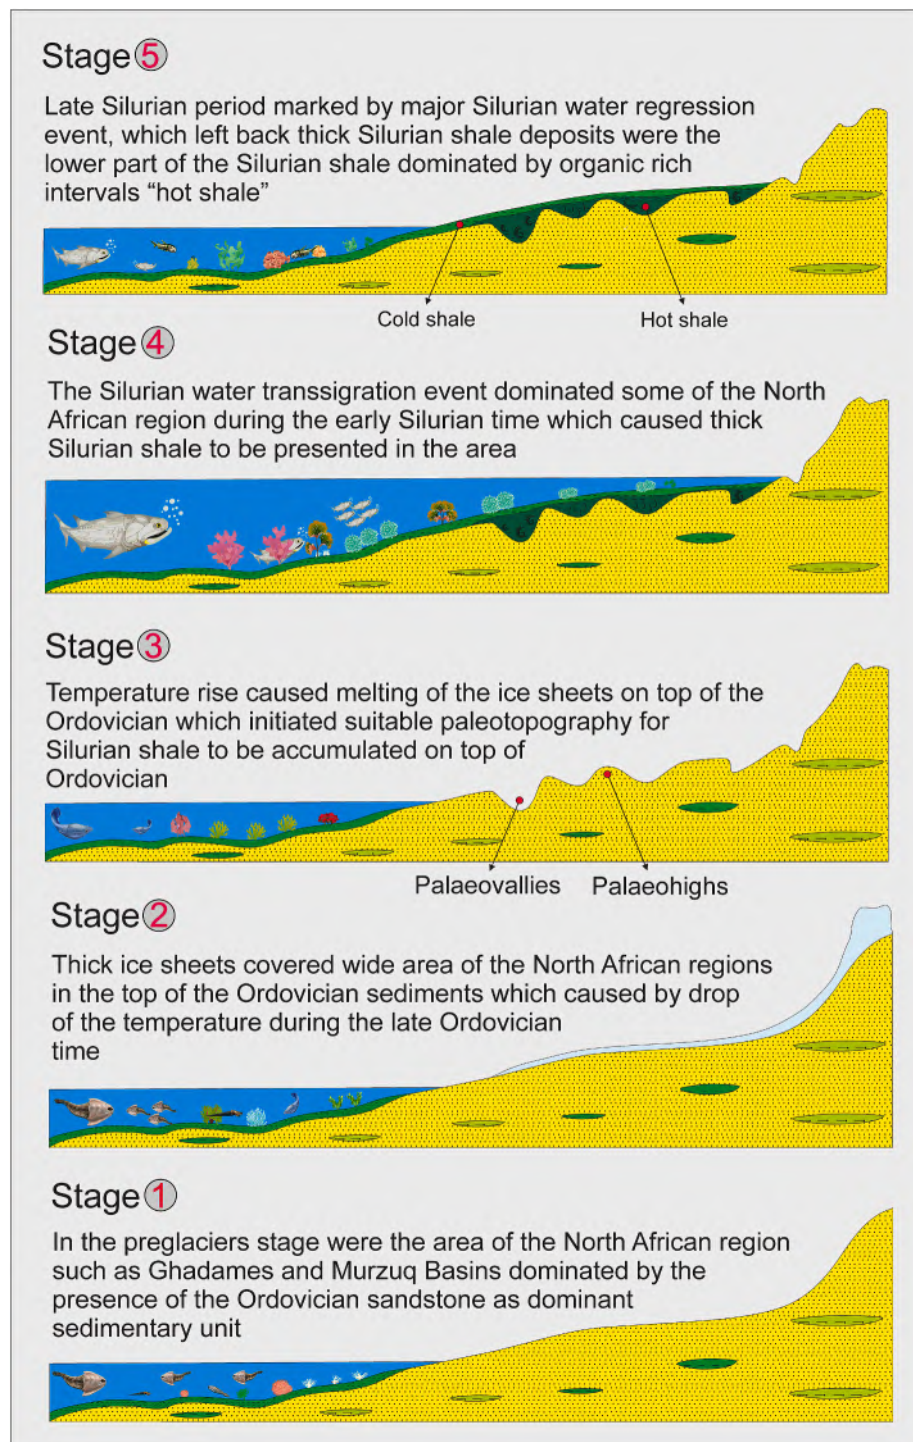 Stage 5
Late Silurian period marked by major Silurian water regression
event, which left back thick Silurian shale deposits were the
lower part of the Silurian shale dominated by organic rich
intervals “hot shale”
Cold shale
Hot shale
Stage 4
The Silurian water transsigration event dominated some of the North
African region during the early Silurian time which caused thick
Silurian shale to be presented in the area
Stage 3
Temperature rise caused melting of the ice sheets on top of the
Ordovician which initiated suitable paleotopography for
Silurian shale to be accumulated on top of
Ordovician
Palaeovallies
Palaeohighs
Stage 2
Thick ice sheets covered wide area of the North African regions
in the top of the Ordovician sediments which caused by drop
of the temperature during the late Ordovician
time
Stage 1
In the preglaciers stage were the area of the North African region
such as Ghadames and Murzuq Basins dominated by the
presence of the Ordovician sandstone as dominant
sedimentary unit